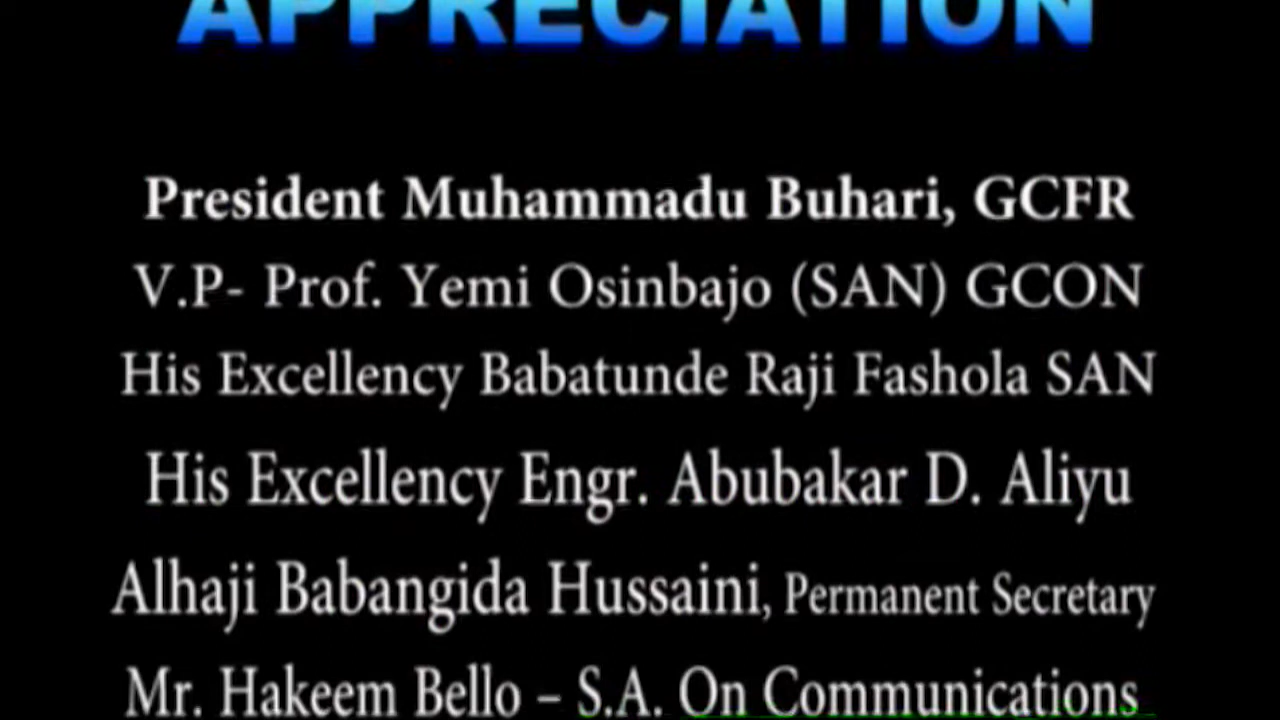 APPRECIATION
President Muhammadu Buhari, GCFR
V.P- Prof. Yemi Osinbajo (SAN) GCON
His Excellency Babatunde Raji Fashola SAN
His Excellency Engr. Abubakar D. Aliyu
Alhaji Babangida Hussaini, Permanent Secretary
Mr. Hakeem Bello – S.A. On Communications